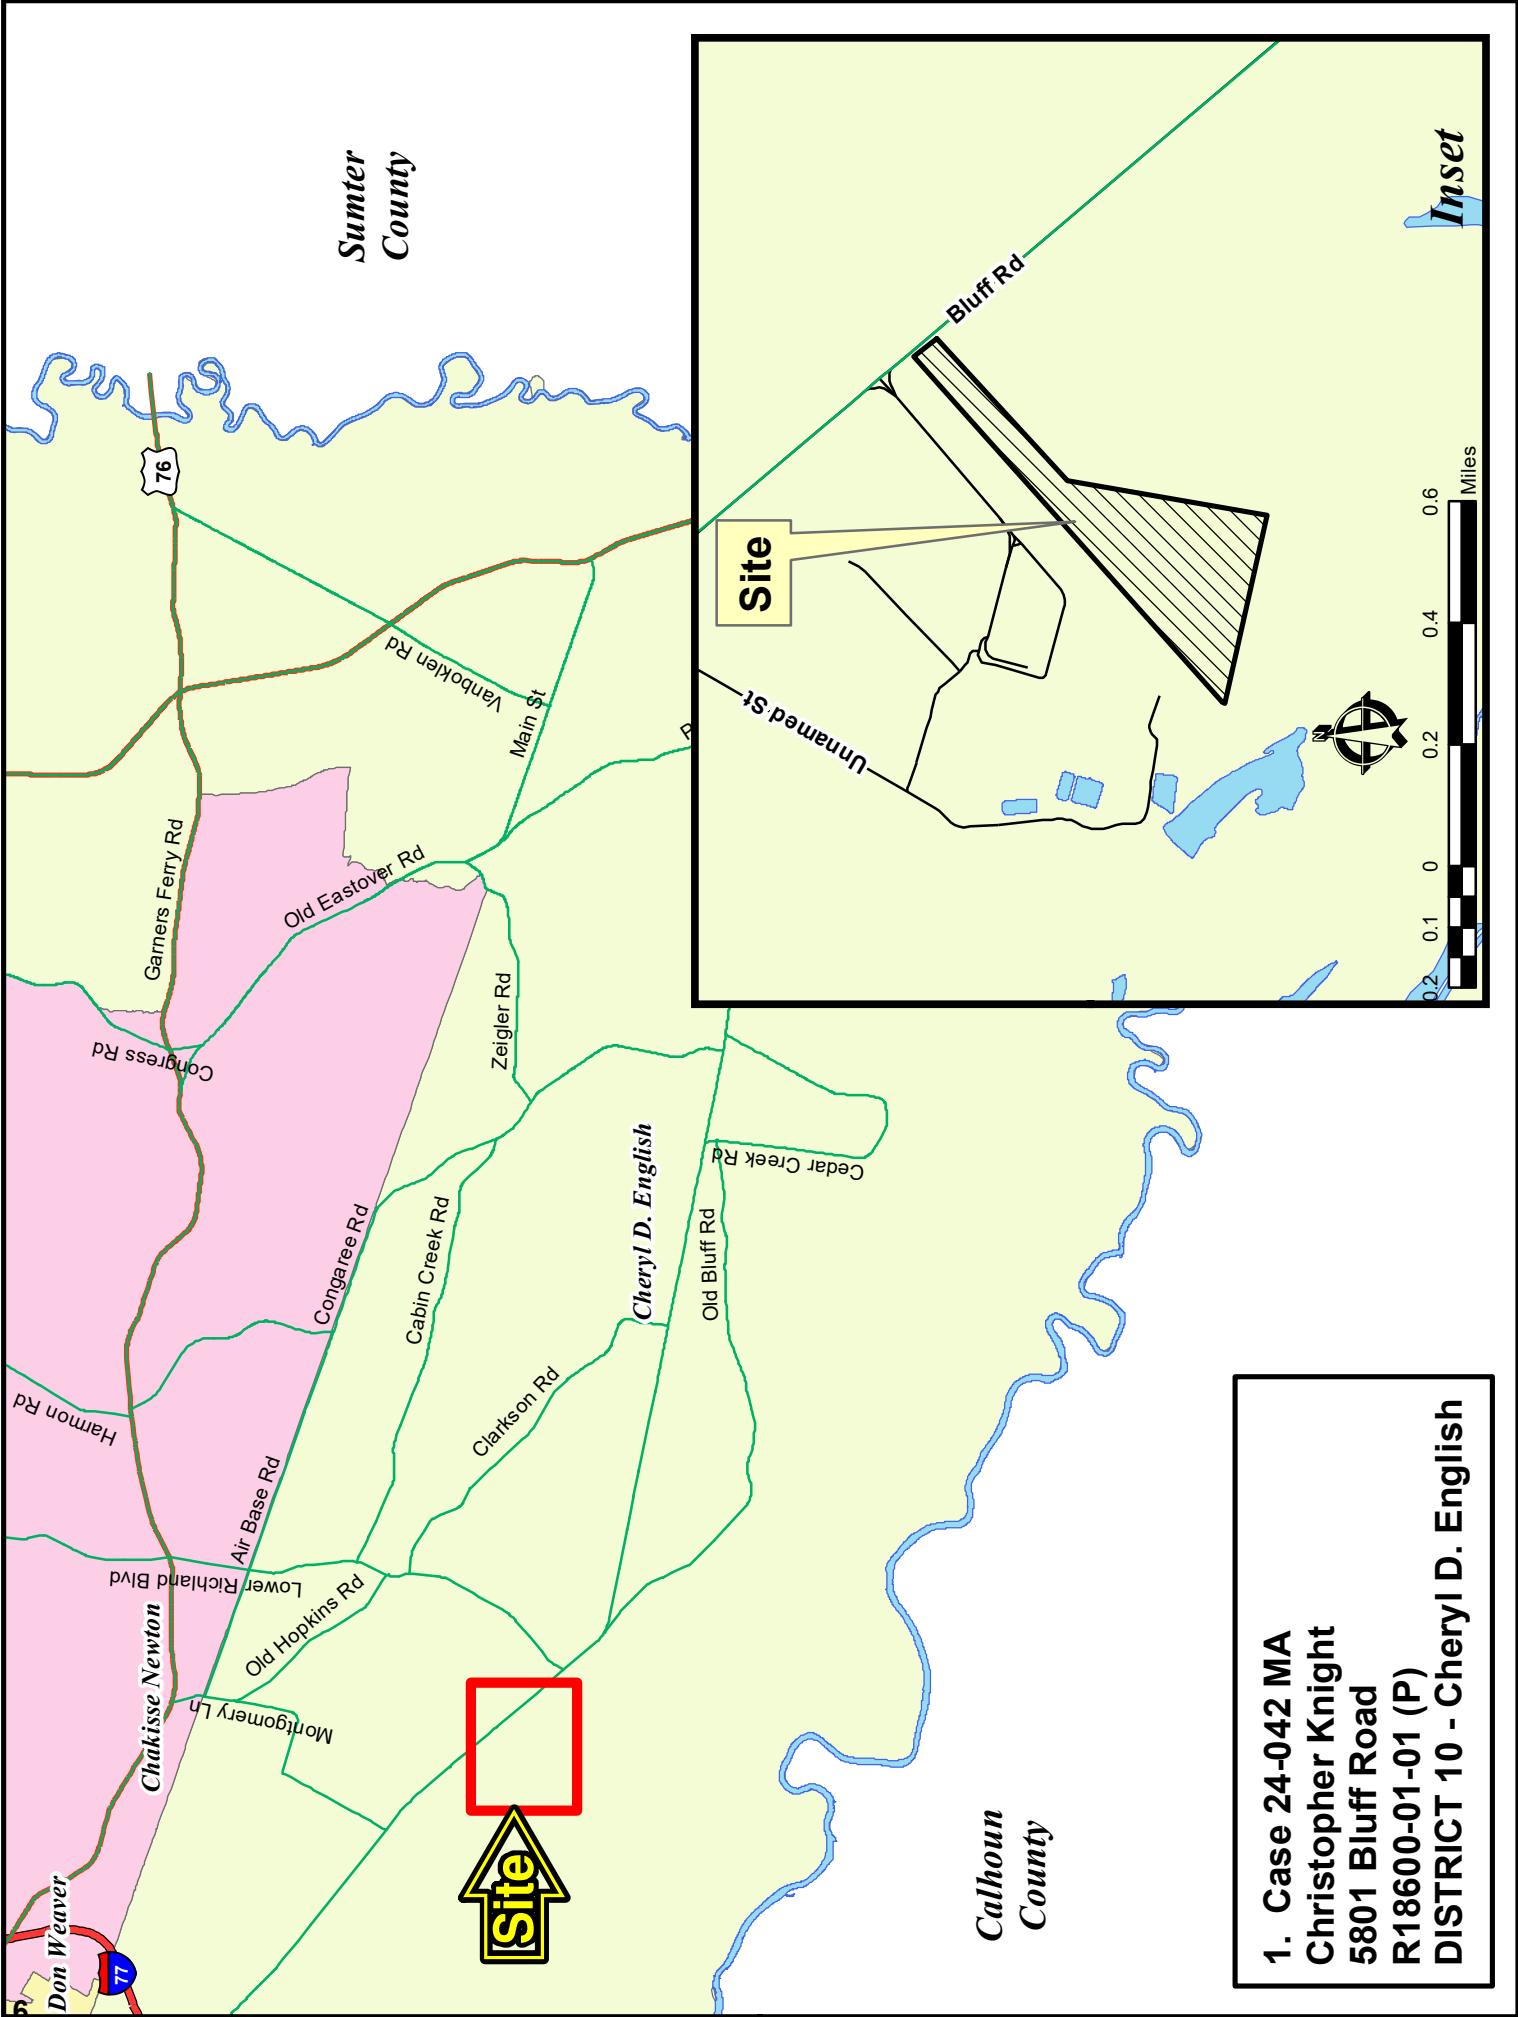 Don Weaver
6
77
Chakisse Newton
Harmon Rd
Congress Rd
Garners Ferry Rd
76
Sumter
County
Lower Richland Blvd
Air Base Rd
Montgomery Ln
Old Hopkins Rd
Congaree Rd
Cabin Creek Rd
Clarkson Rd
Old Eastover Rd
Zeigler Rd
Vanboklen Rd
Main St
Cheryl D. English
Old Bluff Rd
Cedar Creek Rd
Site
Calhoun
County
Site
Unnamed St
Bluff Rd
Inset
N
0.2
0.1
0
0.2
0.4
0.6
Miles
1. Case 24-042 MA
Christopher Knight
5801 Bluff Road
R18600-01-01 (P)
DISTRICT 10 - Cheryl D. English